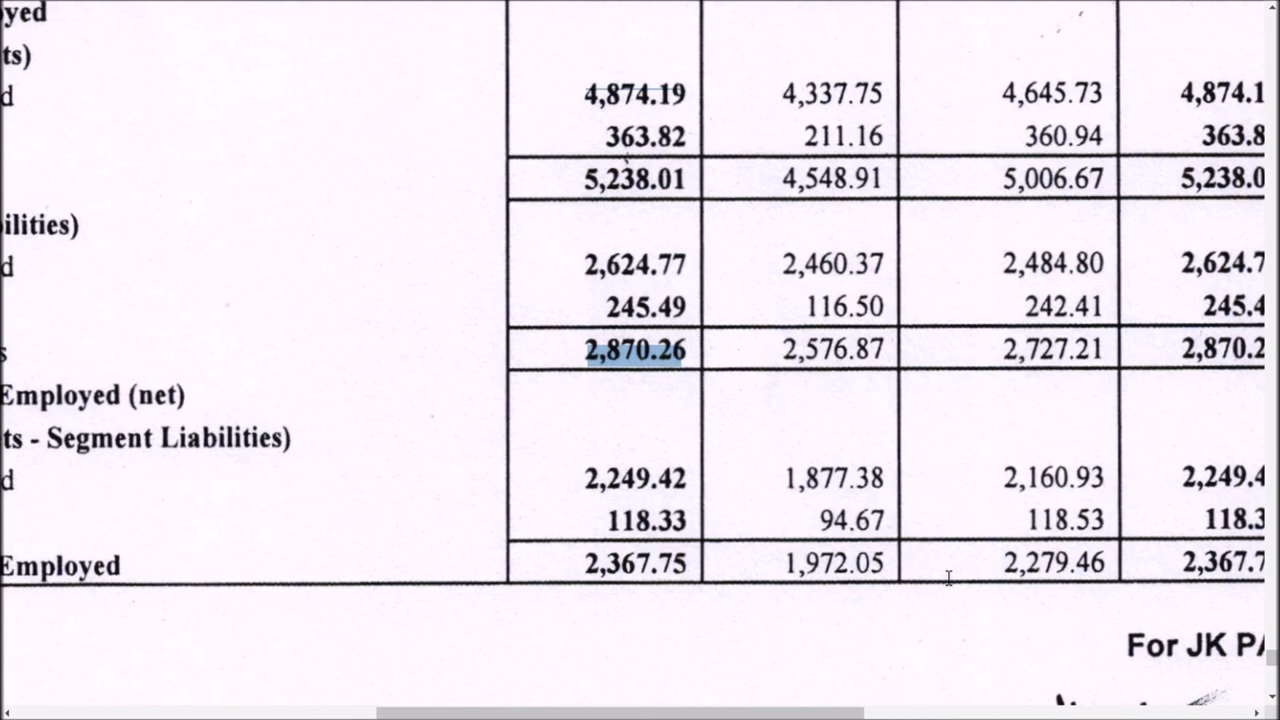 yed
ts)
d 4,874.19 4,337.75 4,645.73 4,874.1
363.82 211.16 360.94 363.8
5,238.01 4,548.91 5,006.67 5,238.0
ilities)
d 2,624.77 2,460.37 2,484.80 2,624.7
245.49 116.50 242.41 245.4
s 2,870.26 2,576.87 2,727.21 2,870.2
Employed (net)
ts - Segment Liabilities)
d 2,249.42 1,877.38 2,160.93 2,249.4
118.33 94.67 118.53 118.3
Employed 2,367.75 1,972.05 2,279.46 2,367.7
For JK PA